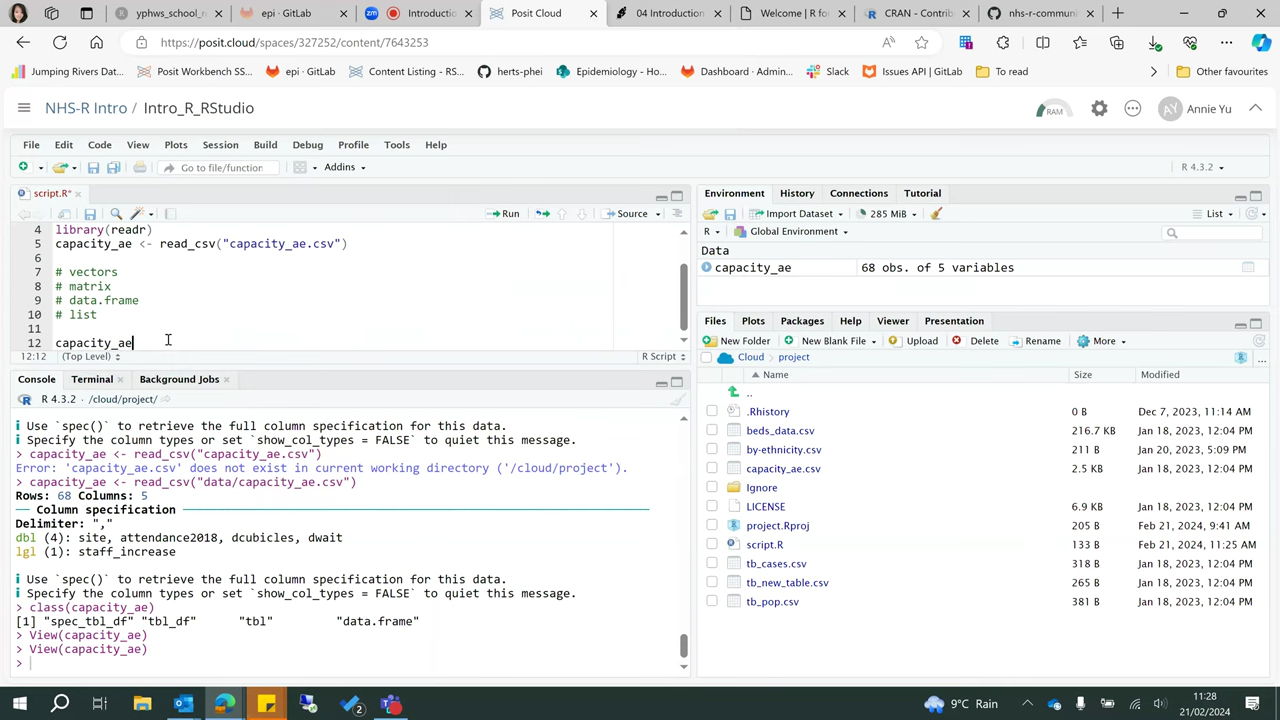 yphws_school_r
epi · GitLab
Introductio
Posit Cloud
04 Introduction
Welcome | R fou
CRAN - Contrib
nhs-r-commun
https://posit.cloud/spaces/327252/content/7643253
Jumping Rivers Dat...
Posit Workbench SS...
epi · GitLab
Content Listing - RS...
herts-phei
Epidemiology - Ho...
Dashboard · Admin...
Slack
Issues API | GitLab
To read
Other favourites
NHS-R Intro / Intro_R_RStudio
RAM
AY
Annie Yu
File Edit Code View Plots Session Build Debug Profile Tools Help
Go to file/function
Addins
R 4.3.2
script.R*
Run
Source
4 library(readr)
5 capacity_ae <- read_csv("capacity_ae.csv")
6
7 # vectors
8 # matrix
9 # data.frame
10 # list
11
12 capacity_ae
12:12 (Top Level) R Script
Console Terminal Background Jobs
R 4.3.2 · /cloud/project/
ℹ Use `spec()` to retrieve the full column specification for this data.
ℹ Specify the column types or set `show_col_types = FALSE` to quiet this message.
> capacity_ae <- read_csv("capacity_ae.csv")
Error: 'capacity_ae.csv' does not exist in current working directory ('/cloud/project').
> capacity_ae <- read_csv("data/capacity_ae.csv")
Rows: 68 Columns: 5
── Column specification
Delimiter: ","
dbl (4): site, attendance2018, dcubicles, dwait
lgl (1): staff_increase
ℹ Use `spec()` to retrieve the full column specification for this data.
ℹ Specify the column types or set `show_col_types = FALSE` to quiet this message.
> class(capacity_ae)
[1] "spec_tbl_df" "tbl_df" "tbl" "data.frame"
> View(capacity_ae)
> View(capacity_ae)
>
Environment History Connections Tutorial
Import Dataset 285 MiB List
R Global Environment
Data
capacity_ae 68 obs. of 5 variables
Files Plots Packages Help Viewer Presentation
New Folder New Blank File Upload Delete Rename More
Cloud project
Name Size Modified
..
.Rhistory 0 B Dec 7, 2023, 11:14 AM
beds_data.csv 216.7 KB Jan 18, 2023, 12:04 PM
by-ethnicity.csv 211 B Jan 20, 2023, 5:09 PM
capacity_ae.csv 2.5 KB Jan 18, 2023, 12:04 PM
Ignore
LICENSE 6.9 KB Jan 18, 2023, 12:04 PM
project.Rproj 205 B Feb 21, 2024, 9:41 AM
script.R 133 B Feb 21, 2024, 11:25 AM
tb_cases.csv 318 B Jan 18, 2023, 12:04 PM
tb_new_table.csv 265 B Jan 18, 2023, 12:04 PM
tb_pop.csv 381 B Jan 18, 2023, 12:04 PM
2
9°C Rain
11:28
21/02/2024